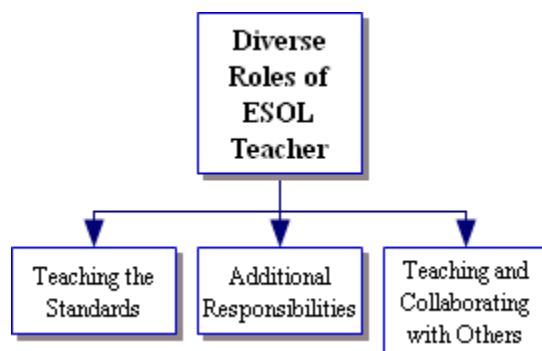 Diverse
Roles of
ESOL
Teacher
Teaching the
Standards
Additional
Responsibilities
Teaching and
Collaborating
with Others